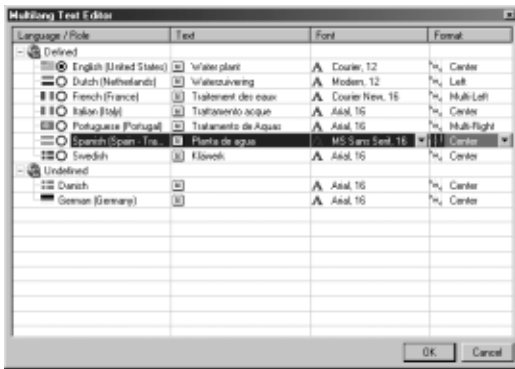 Multilang Text Editor
Language / Role Text Font Format
Defined
English (United States) Water plant Courier, 12 Center
Dutch (Netherlands) Waterzuivering Modern, 12 Left
French (France) Traitement des eaux Courier New, 16 Multi-Left
Italian (Italy) Trattamento acque Arial, 16 Center
Portuguese (Portugal) Tratamento de Aquas Arial, 16 Multi-Right
Spanish (Spain - Tra... Planta de agua MS Sans Serif, 16 Center
Swedish Klaverk Arial, 16 Center
Undefined
Danish Arial, 16 Center
German (Germany) Arial, 16 Center
OK Cancel